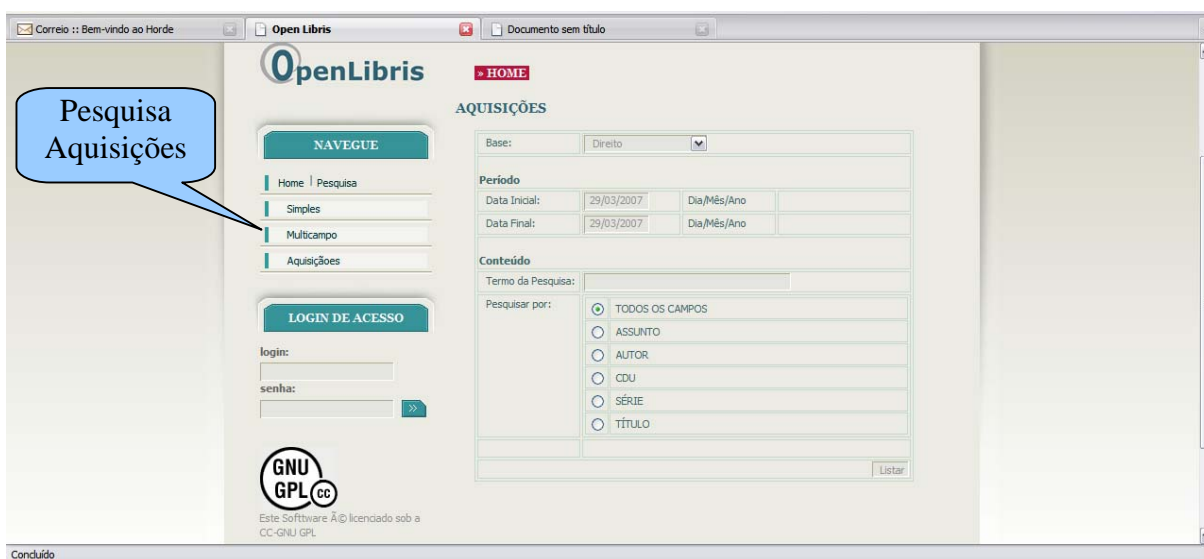 Correio :: Bem-vindo ao Horde
Open Libris
Documento sem título
OpenLibris
» HOME
Pesquisa
Aquisições
AQUISIÇÕES
NAVEGUE
Home | Pesquisa
Simples
Multicampo
Aquisiçãoes
LOGIN DE ACESSO
login:
senha:
»
GNU
GPL cc
Este Softtware Ã© licenciado sob a
CC-GNU GPL
Base: Direito
Período
Data Inicial: 29/03/2007 Dia/Mês/Ano
Data Final: 29/03/2007 Dia/Mês/Ano
Conteúdo
Termo da Pesquisa:
Pesquisar por: TODOS OS CAMPOS
ASSUNTO
AUTOR
CDU
SÉRIE
TÍTULO
Listar
Concluído